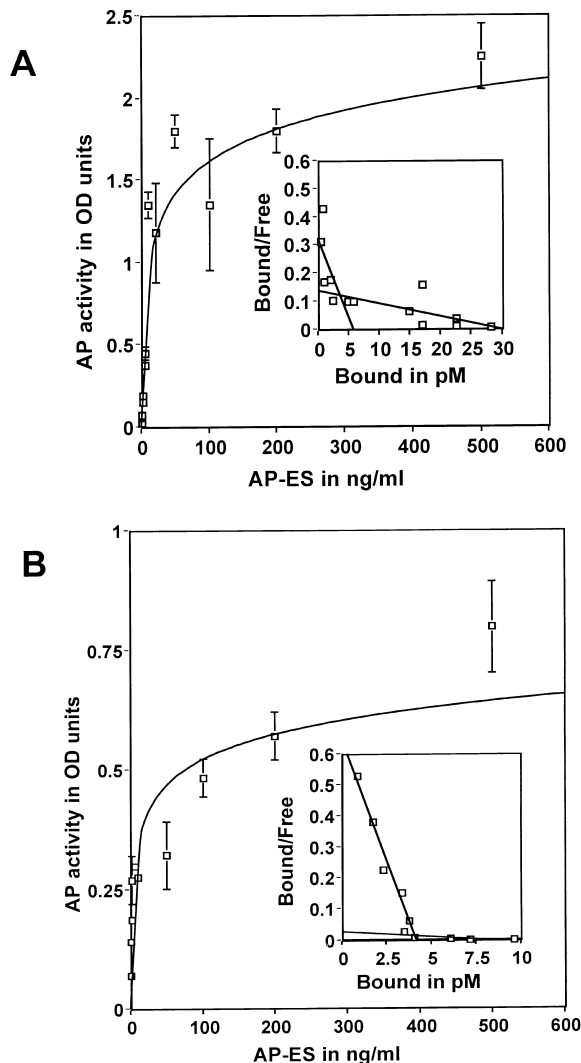 A
2.5
2
1.5
1
0.5
0
AP activity in OD units
0 100 200 300 400 500 600
AP-ES in ng/ml
0.6
0.5
0.4
0.3
0.2
0.1
0
Bound/Free
0 5 10 15 20 25 30
Bound in pM
B
1
0.75
0.5
0.25
0
AP activity in OD units
0 100 200 300 400 500 600
AP-ES in ng/ml
0.6
0.5
0.4
0.3
0.2
0.1
0
Bound/Free
0 2.5 5 7.5 10
Bound in pM